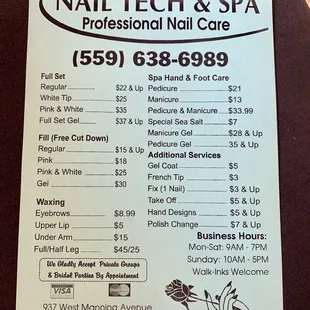 NAIL TECH & SPA
Professional Nail Care
(559) 638-6989
Full Set
Regular $22 & Up
White Tip $25
Pink & White $35
Full Set Gel $37 & Up
Fill (Free Cut Down)
Regular $15 & Up
Pink $18
Pink & White $25
Gel $30
Waxing
Eyebrows $8.99
Upper Lip $5
Under Arm $15
Full/Half Leg $45/25
We Gladly Accept Private Groups
& Bridal Parties By Appointment
VISA
937 West Manning Avenue
Spa Hand & Foot Care
Pedicure $21
Manicure $13
Pedicure & Manicure $33.99
Special Sea Salt $7
Manicure Gel $28 & Up
Pedicure Gel 35 & Up
Additional Services
Gel Coat $5
French Tip $3
Fix (1 Nail) $3 & Up
Take Off $5 & Up
Hand Designs $5 & Up
Polish Change $7 & Up
Business Hours:
Mon-Sat: 9AM - 7PM
Sunday: 10AM - 5PM
Walk-Inks Welcome